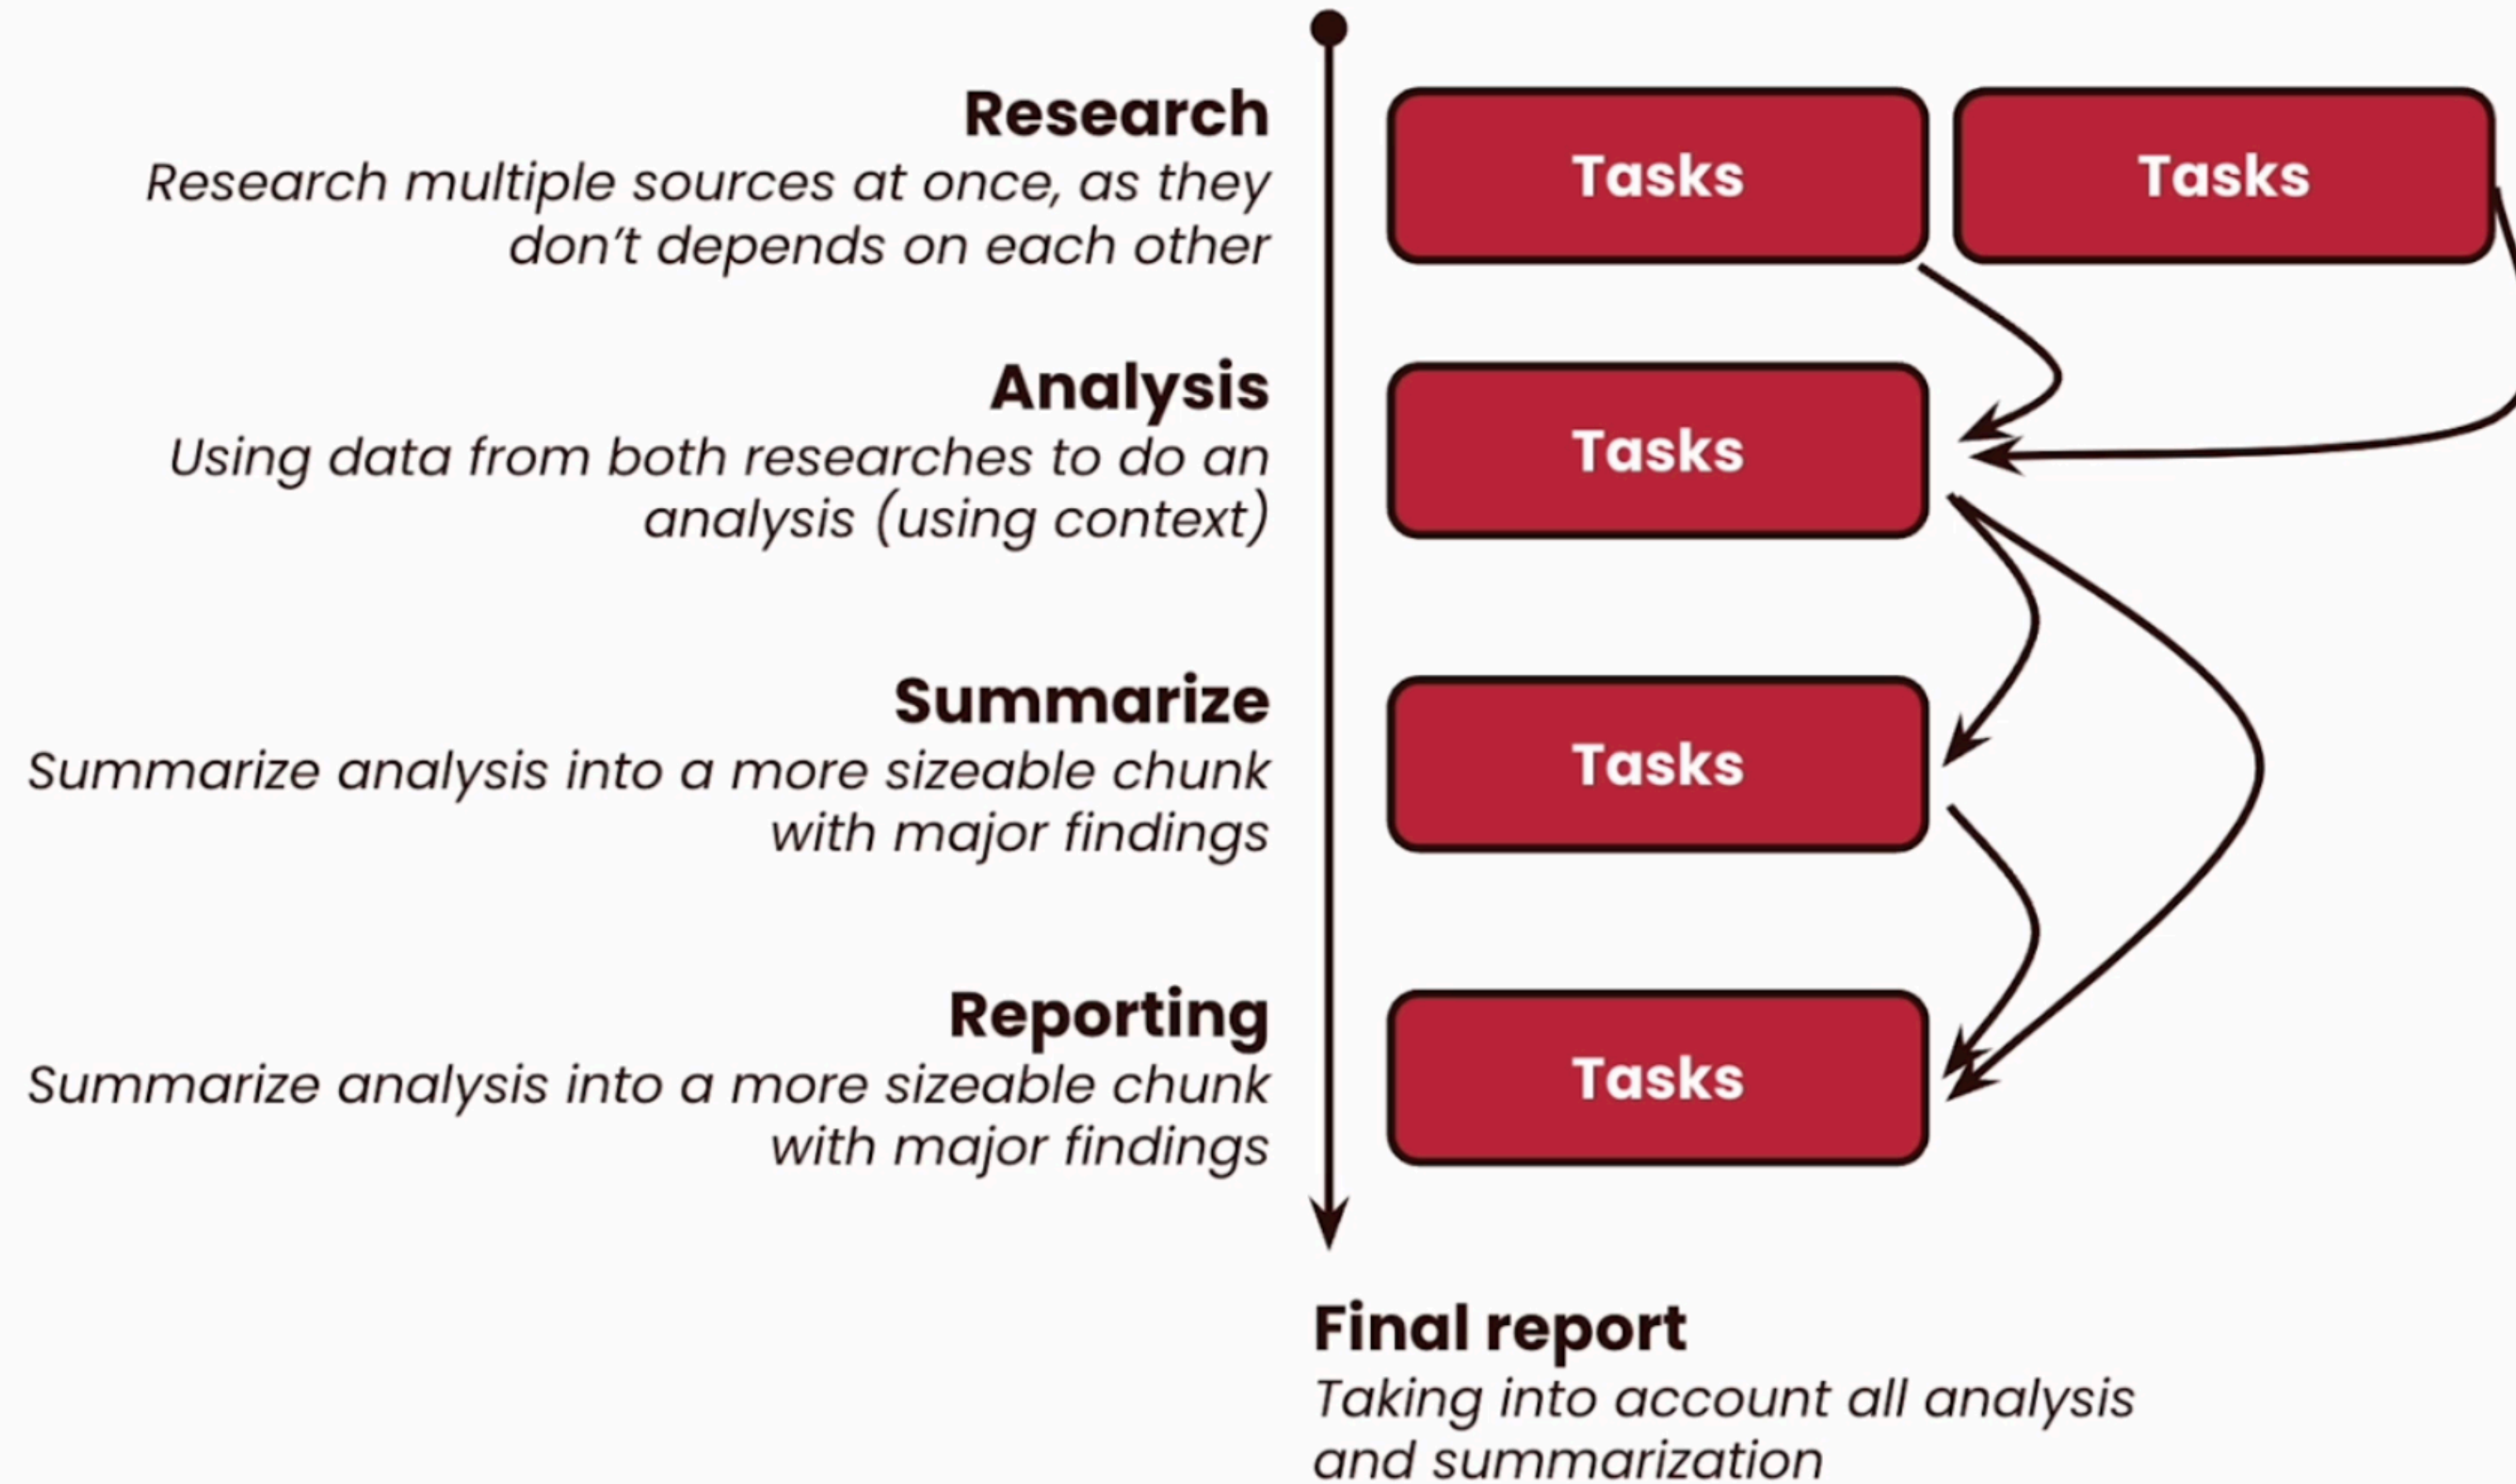 Research
Research multiple sources at once, as they
don’t depends on each other
Tasks
Tasks
Analysis
Using data from both researches to do an
analysis (using context)
Tasks
Summarize
Summarize analysis into a more sizeable chunk
with major findings
Tasks
Reporting
Summarize analysis into a more sizeable chunk
with major findings
Tasks
Final report
Taking into account all analysis
and summarization